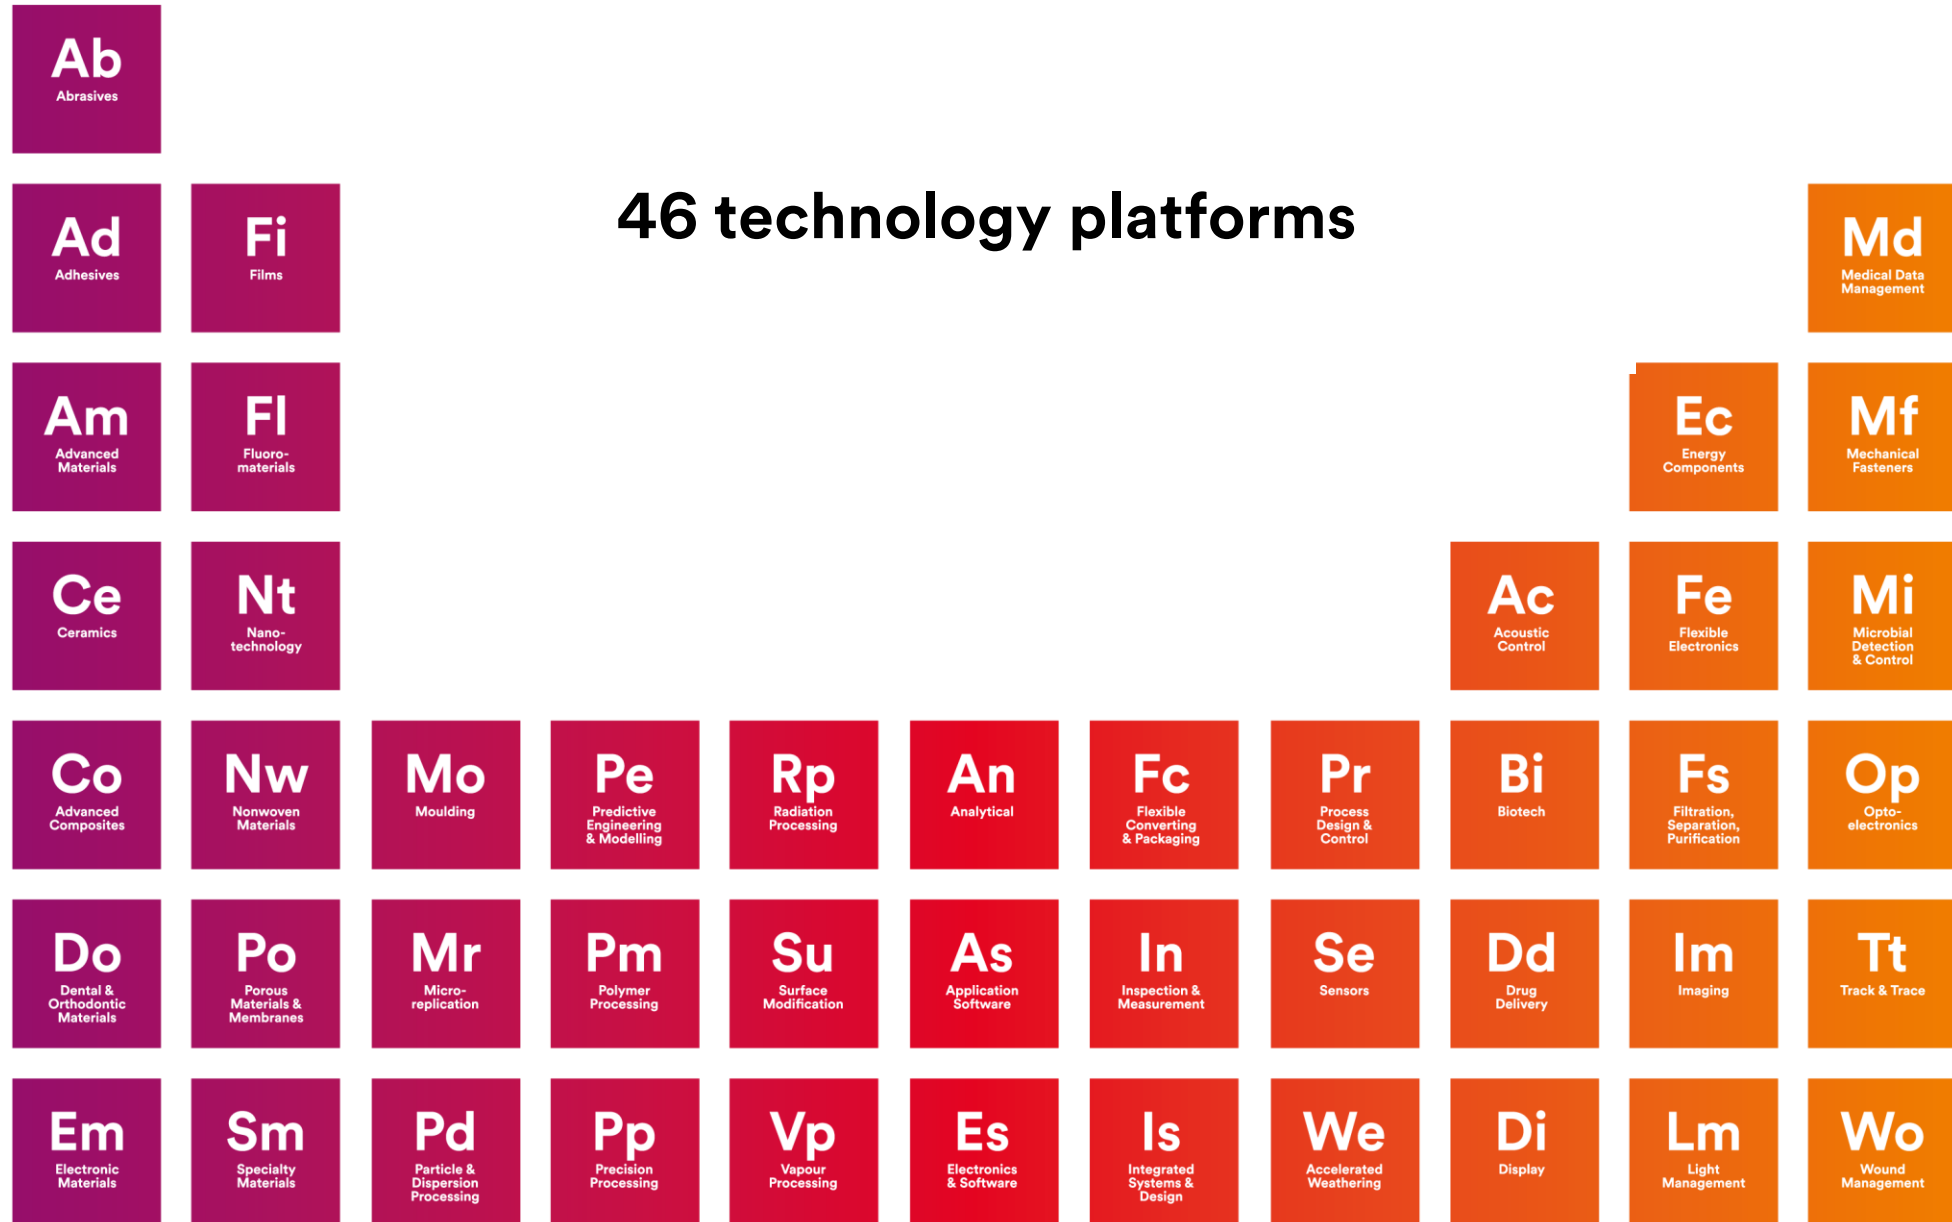 Ab
Abrasives
46 technology platforms
Ad
Adhesives
Fi
Films
Md
Medical Data
Management
Am
Advanced
Materials
Fl
Fluoro-
materials
Ec
Energy
Components
Mf
Mechanical
Fasteners
Ce
Ceramics
Nt
Nano-
technology
Ac
Acoustic
Control
Fe
Flexible
Electronics
Mi
Microbial
Detection
& Control
Co
Advanced
Composites
Nw
Nonwoven
Materials
Mo
Moulding
Pe
Predictive
Engineering
& Modelling
Rp
Radiation
Processing
An
Analytical
Fc
Flexible
Converting
& Packaging
Pr
Process
Design &
Control
Bi
Biotech
Fs
Filtration,
Separation,
Purification
Op
Opto-
electronics
Do
Dental &
Orthodontic
Materials
Po
Porous
Materials &
Membranes
Mr
Micro-
replication
Pm
Polymer
Processing
Su
Surface
Modification
As
Application
Software
In
Inspection &
Measurement
Se
Sensors
Dd
Drug
Delivery
Im
Imaging
Tt
Track & Trace
Em
Electronic
Materials
Sm
Specialty
Materials
Pd
Particle &
Dispersion
Processing
Pp
Precision
Processing
Vp
Vapour
Processing
Es
Electronics
& Software
Is
Integrated
Systems &
Design
We
Accelerated
Weathering
Di
Display
Lm
Light
Management
Wo
Wound
Management